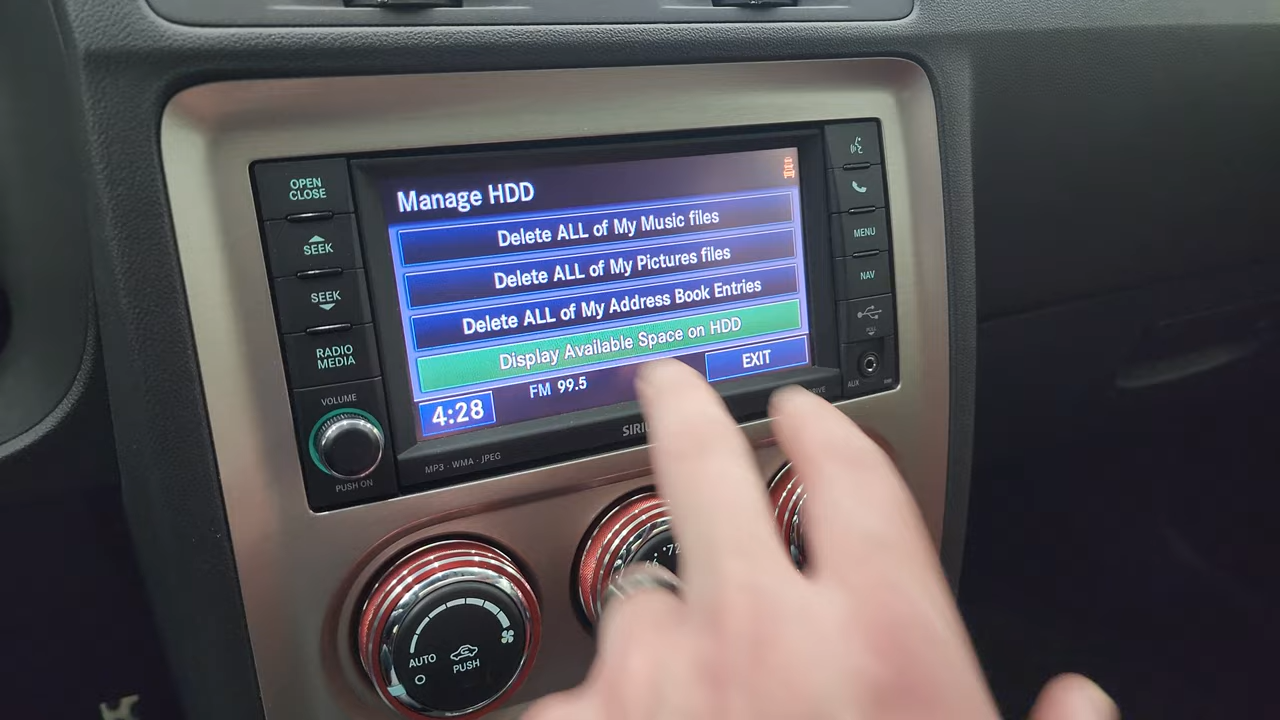 OPEN
CLOSE
SEEK
SEEK
RADIO
MEDIA
VOLUME
PUSH ON
Manage HDD
Delete ALL of My Music files
Delete ALL of My Pictures files
Delete ALL of My Address Book Entries
Display Available Space on HDD
EXIT
FM 99.5
4:28
MP3 · WMA · JPEG
MENU
NAV
AUX
AUTO
O
PUSH
66
72